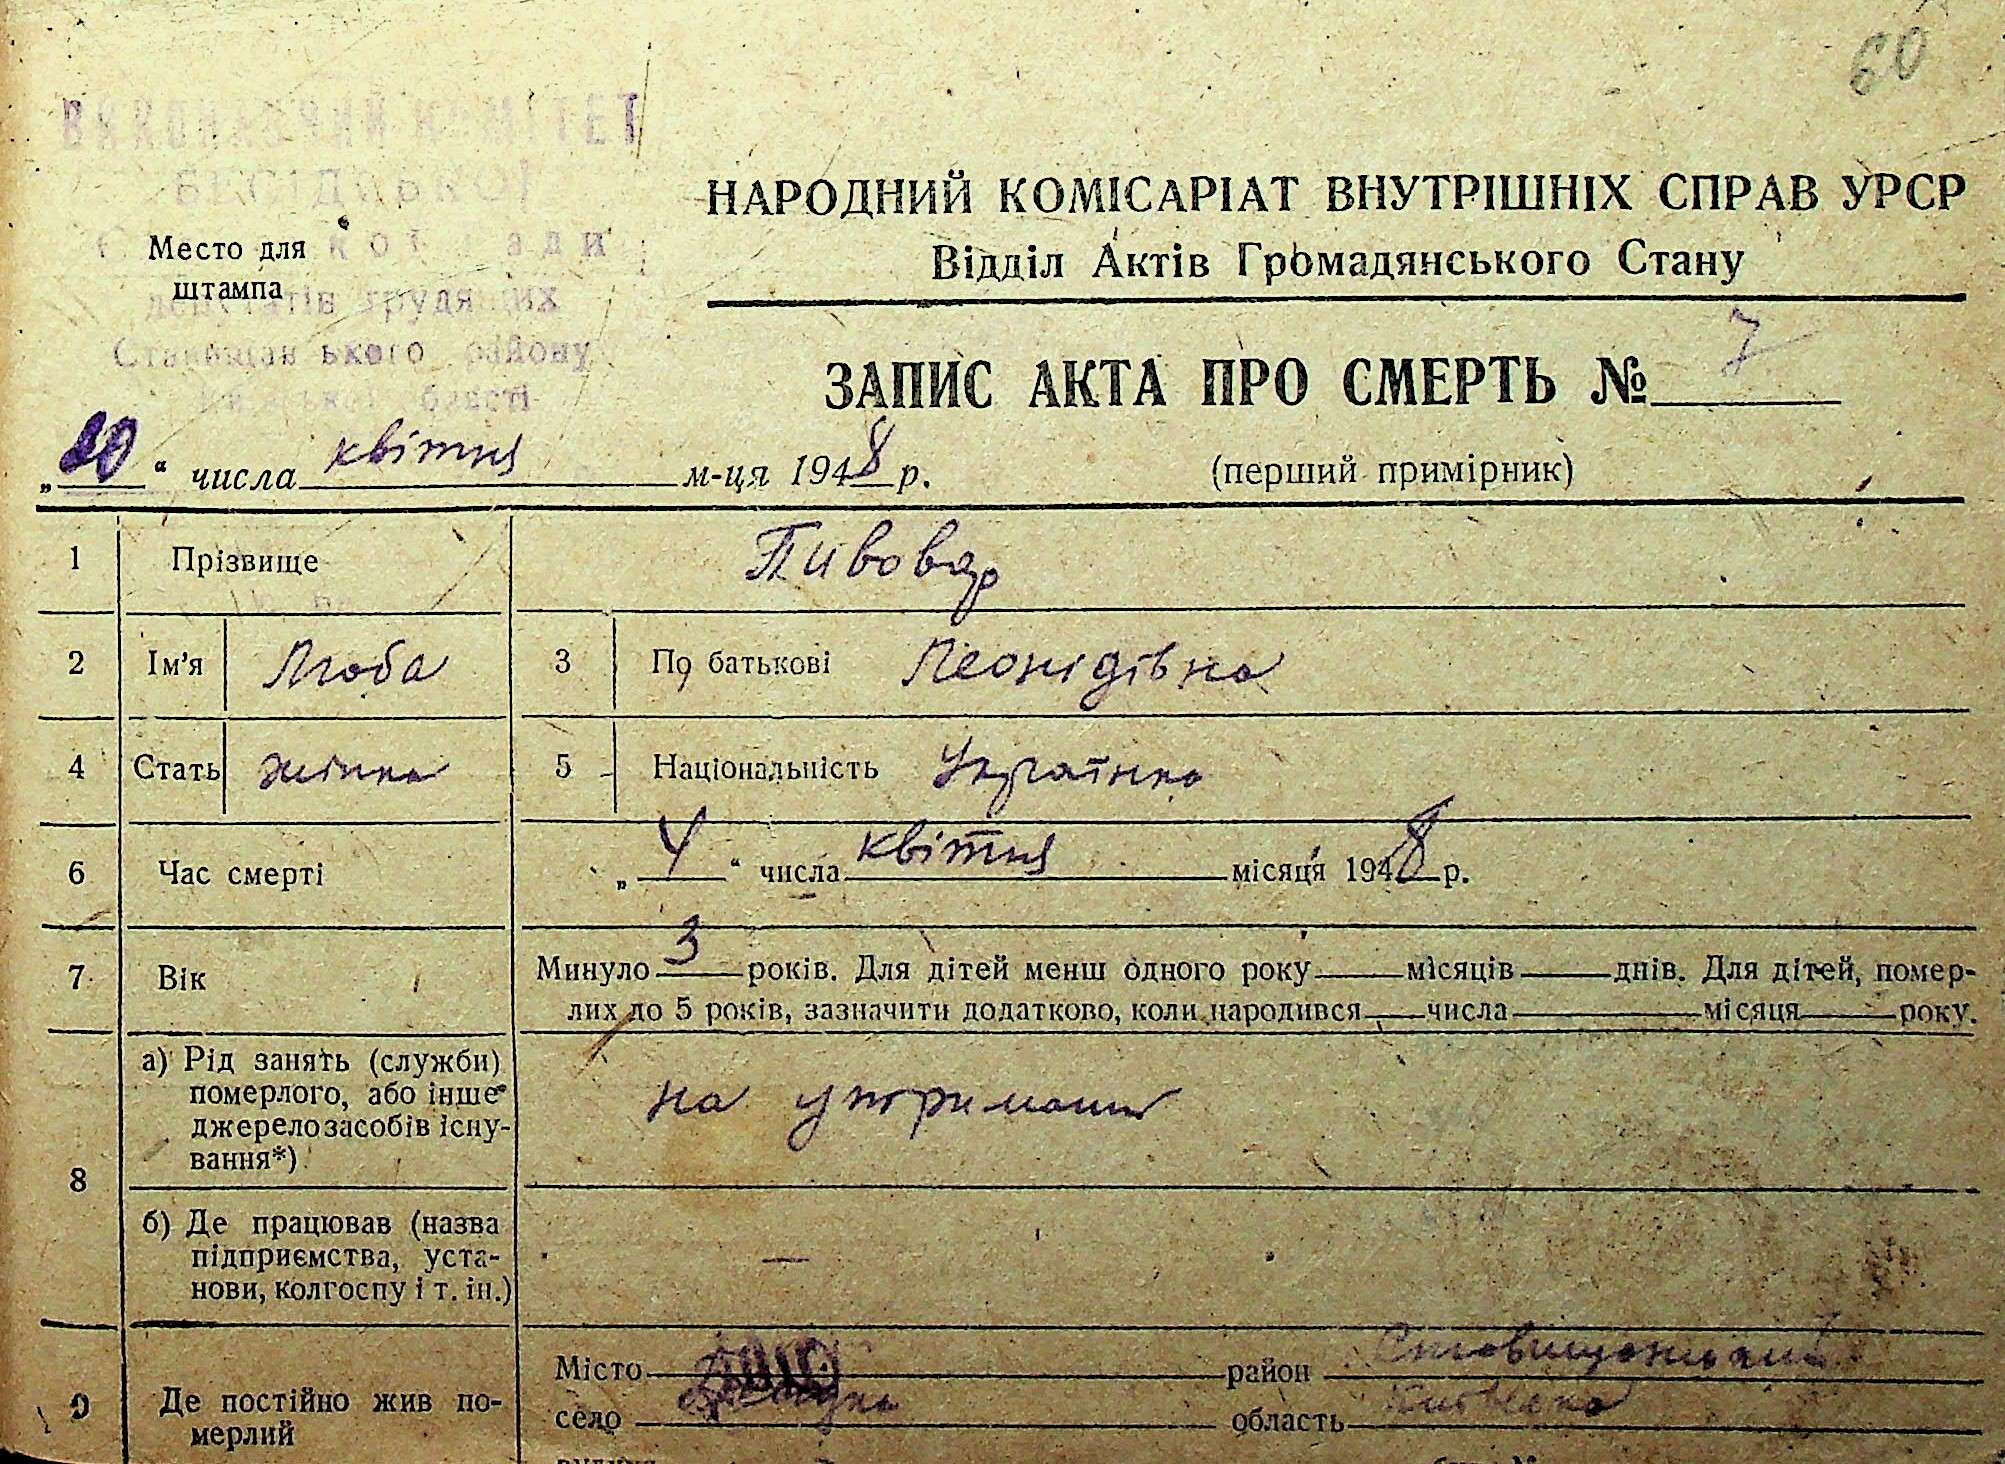 60
ВИКОНАВЧИЙ КОМІТЕТ
БЕСІДСЬКОЇ
депутатів трудящих
Ставищанського району
Київської області
Место для
штампа
НАРОДНИЙ КОМІСАРІАТ ВНУТРІШНІХ СПРАВ УРСР
Відділ Актів Громадянського Стану
ЗАПИС АКТА ПРО СМЕРТЬ № 7
„20“ числа квітня м-ця 1948 р.
(перший примірник)
1 Прізвище Пивовар
2 Ім'я Люба 3 По батькові Леонідівна
4 Стать жінка 5 Національність Українка
6 Час смерті „4“ числа квітня місяця 1948 р.
7 Вік Минуло 3 років. Для дітей менш одного року місяців днів. Для дітей, помер-
лих до 5 років, зазначити додатково, коли народився числа місяця року.
8 а) Рід занять (служби)
померлого, або інше
джерело засобів існу-
вання*)
на утриманні
б) Де працював (назва
підприємства, уста-
нови, колгоспу і т. ін.)
—
9 Де постійно жив по-
мерлий
Місто район Ставищанський
село область Київська